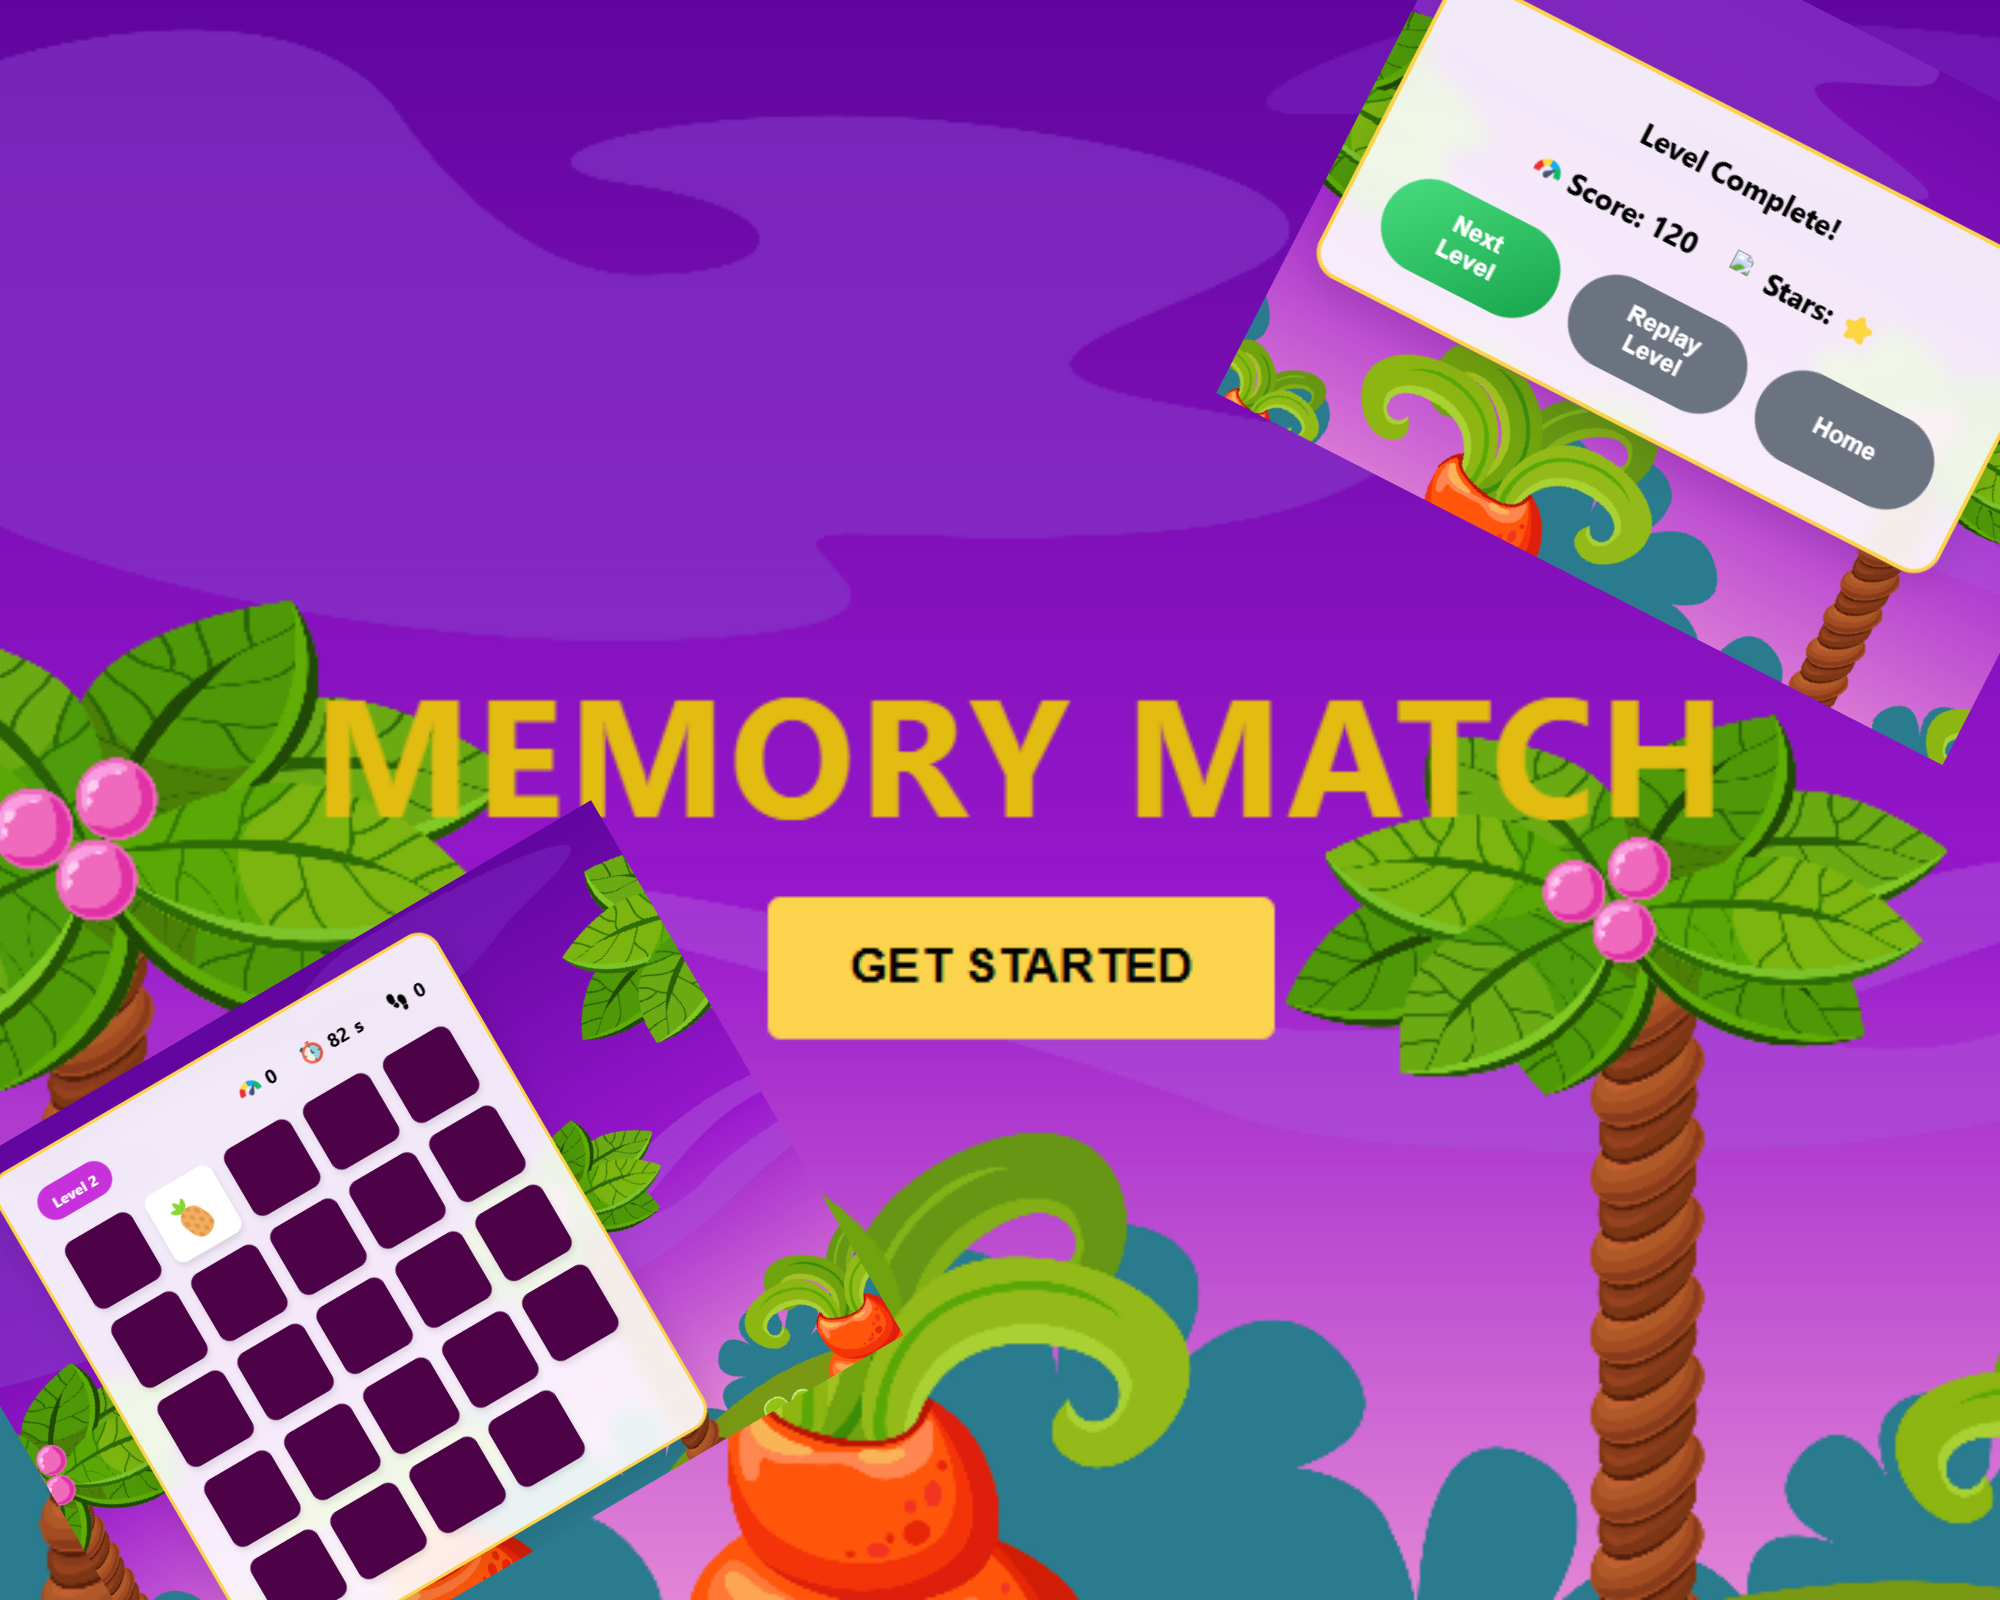 Level Complete!
Score: 120 Stars:
Next
Level
Replay
Level
Home
MEMORY MATCH
GET STARTED
0 82 s 0
Level 2